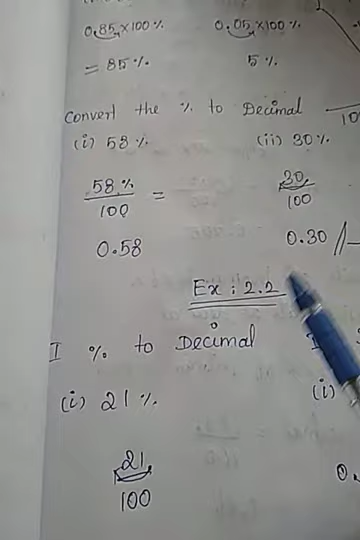 0.85×100% 0.05×100%
= 85% 5%
Convert the % to Decimal
(i) 58% (ii) 30%
58% = 30
100 100
0.58 0.30
Ex : 2.2
I % to Decimal
(i) 21% (i)
21
100 0.